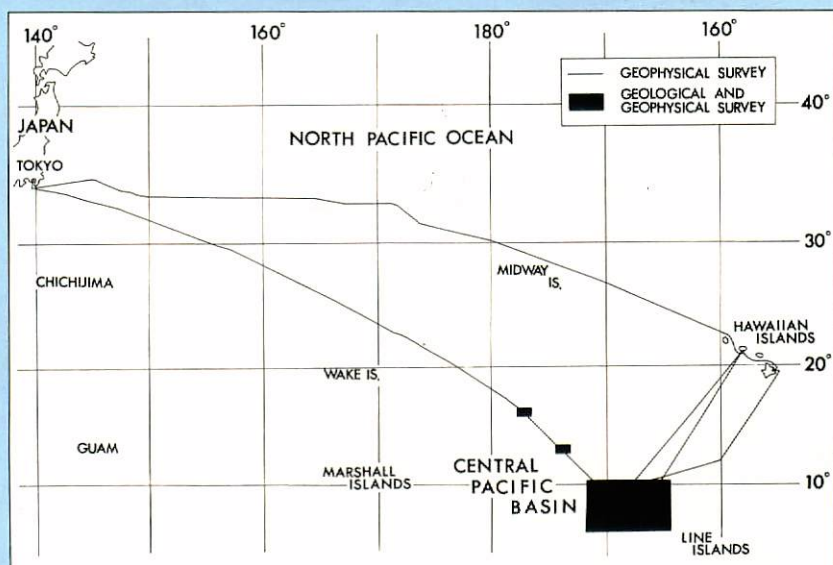 140°
160°
180°
160°
GEOPHYSICAL SURVEY
GEOLOGICAL AND
GEOPHYSICAL SURVEY
40°
JAPAN
TOKYO
NORTH PACIFIC OCEAN
30°
CHICHIJIMA
MIDWAY
IS.
HAWAIIAN
ISLANDS
20°
WAKE IS.
GUAM
MARSHALL
ISLANDS
CENTRAL
PACIFIC
BASIN
10°
LINE
ISLANDS